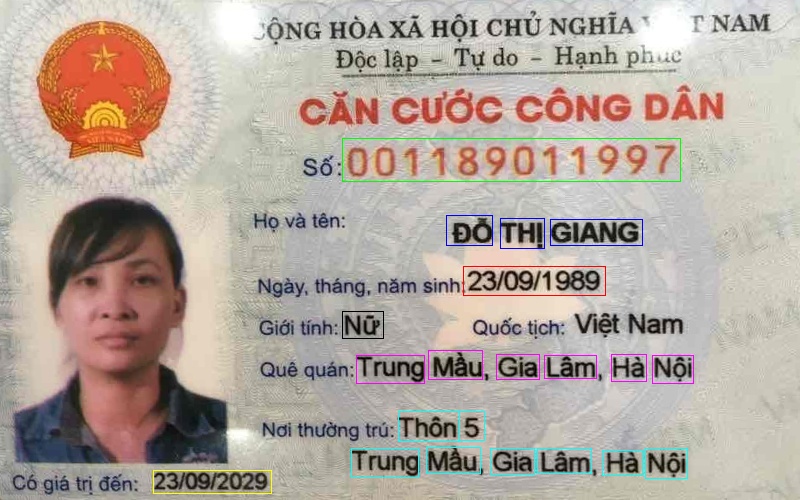 CỘNG HÒA XÃ HỘI CHỦ NGHĨA VIỆT NAM
Độc lập - Tự do - Hạnh phúc
CĂN CƯỚC CÔNG DÂN
Số: 001189011997
Họ và tên: ĐỖ THỊ GIANG
Ngày, tháng, năm sinh: 23/09/1989
Giới tính: Nữ Quốc tịch: Việt Nam
Quê quán: Trung Mầu, Gia Lâm, Hà Nội
Nơi thường trú: Thôn 5
Trung Mầu, Gia Lâm, Hà Nội
Có giá trị đến: 23/09/2029